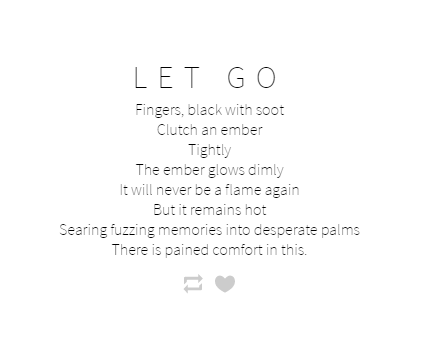 LET GO
Fingers, black with soot
Clutch an ember
Tightly
The ember glows dimly
It will never be a flame again
But it remains hot
Searing fuzzing memories into desperate palms
There is pained comfort in this.